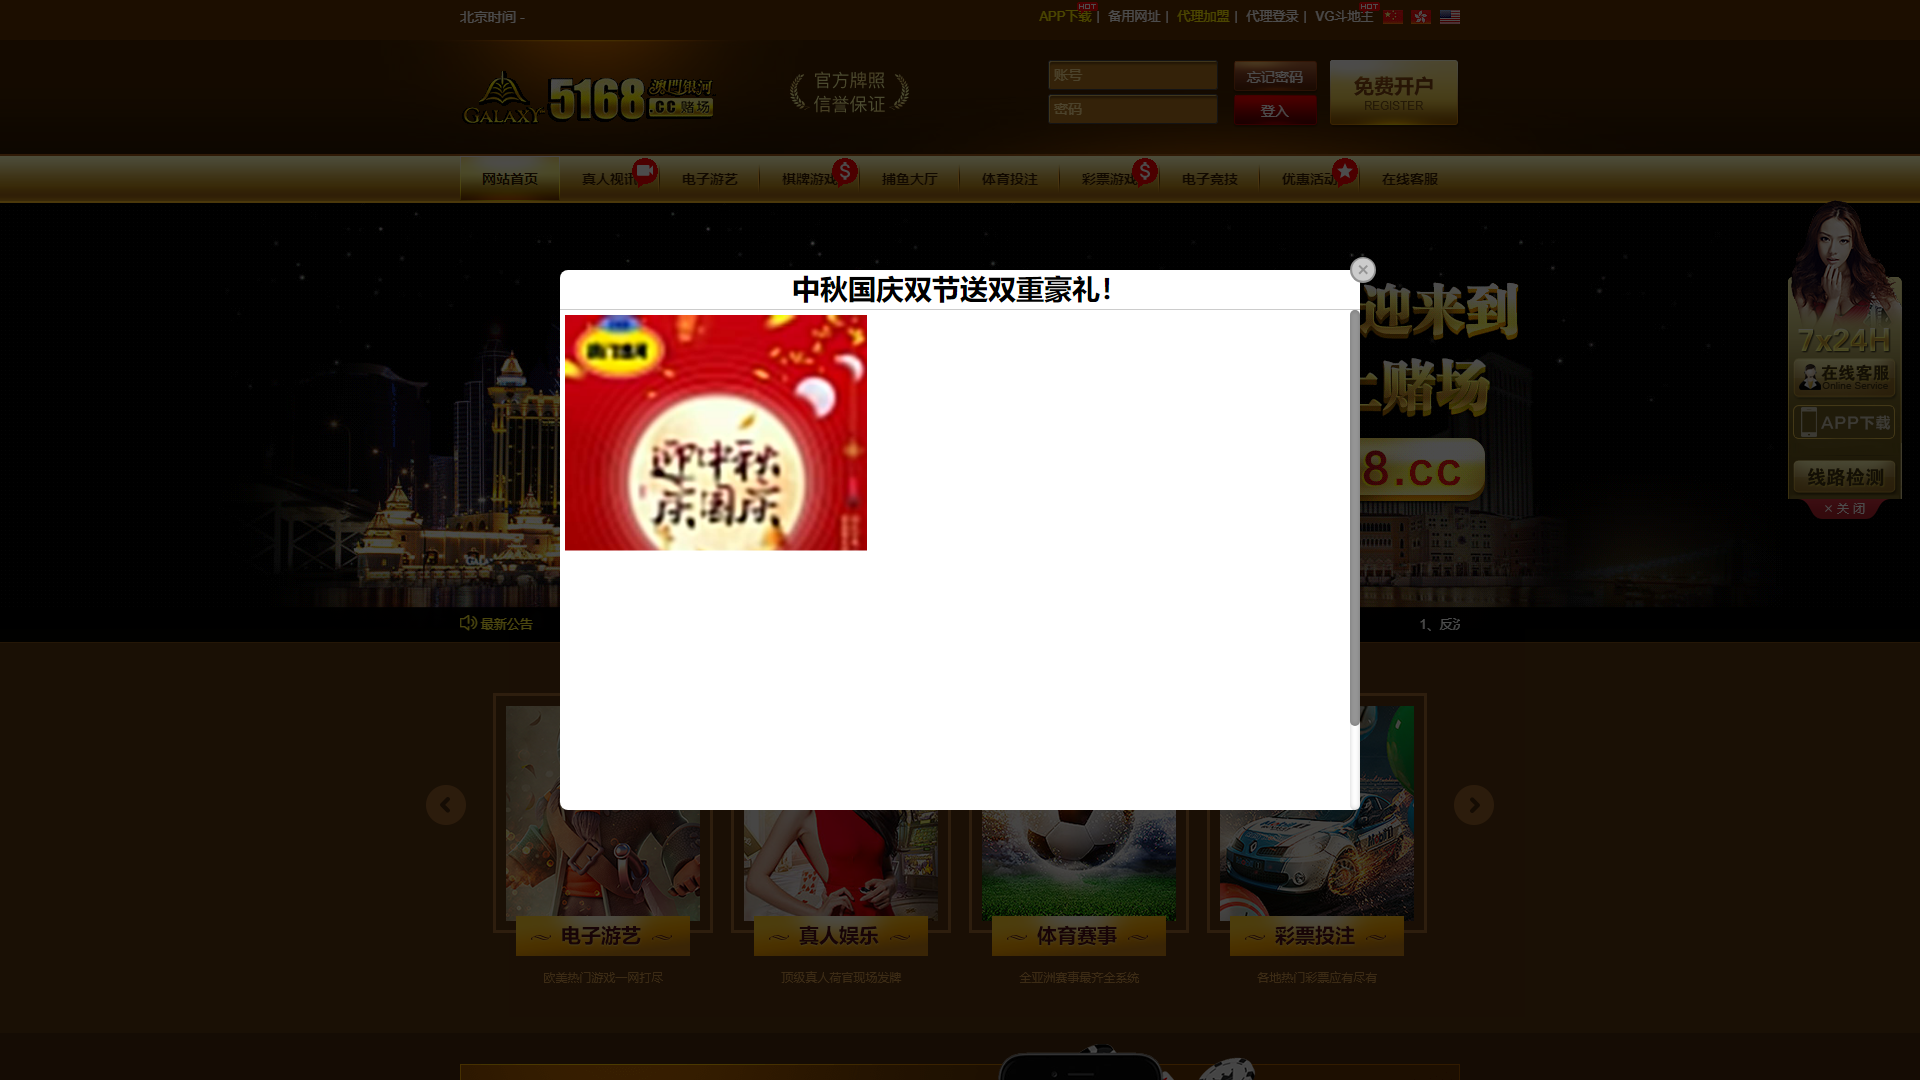 北京时间 -
APP下载 HOT | 备用网址 | 代理加盟 | 代理登录 | VG斗地主 HOT
GALAXY 5168.cc 澳門銀河 赌场
官方牌照
信誉保证
账号
忘记密码
密码
登入
免费开户
REGISTER
网站首页 真人视讯 电子游艺 棋牌游戏 捕鱼大厅 体育投注 彩票游戏 电子竞技 优惠活动 在线客服
中秋国庆双节送双重豪礼！
迎中秋
庆国庆
迎来到
上赌场
8.cc
7x24H
在线客服
Online Service
APP下载
线路检测
× 关 闭
最新公告
1、反
电子游艺
真人娱乐
体育赛事
彩票投注
欧美热门游戏一网打尽
顶级真人荷官现场发牌
全亚洲赛事最齐全系统
各地热门彩票应有尽有